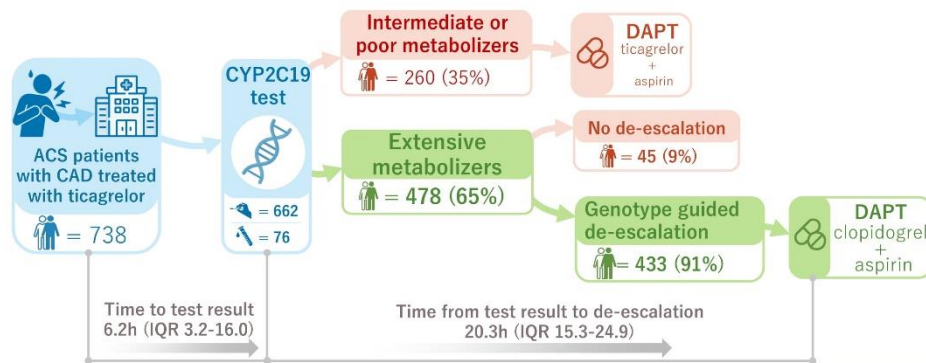 ACS patients
with CAD treated
with ticagrelor
= 738
CYP2C19
test
= 662
= 76
Intermediate or
poor metabolizers
= 260 (35%)
DAPT
ticagrelor
+
aspirin
Extensive
metabolizers
= 478 (65%)
No de-escalation
= 45 (9%)
Genotype guided
de-escalation
= 433 (91%)
DAPT
clopidogrel
+
aspirin
Time to test result
6.2h (IQR 3.2-16.0)
Time from test result to de-escalation
20.3h (IQR 15.3-24.9)